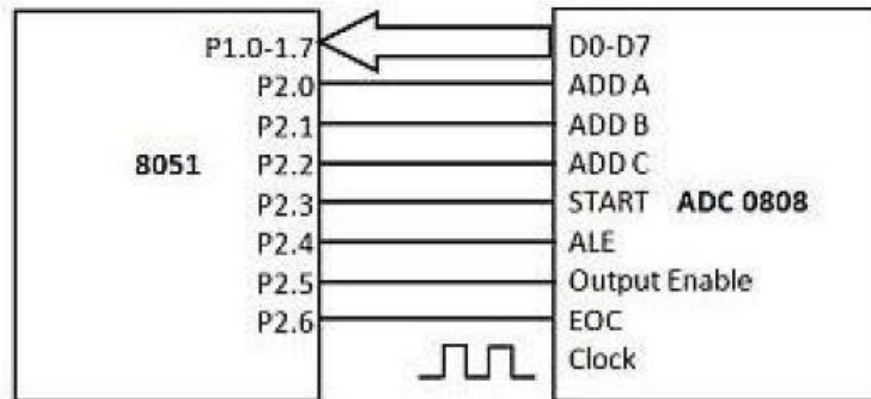 P1.0-1.7 D0-D7
P2.0 ADD A
P2.1 ADD B
8051 P2.2 ADD C
P2.3 START ADC 0808
P2.4 ALE
P2.5 Output Enable
P2.6 EOC
Clock